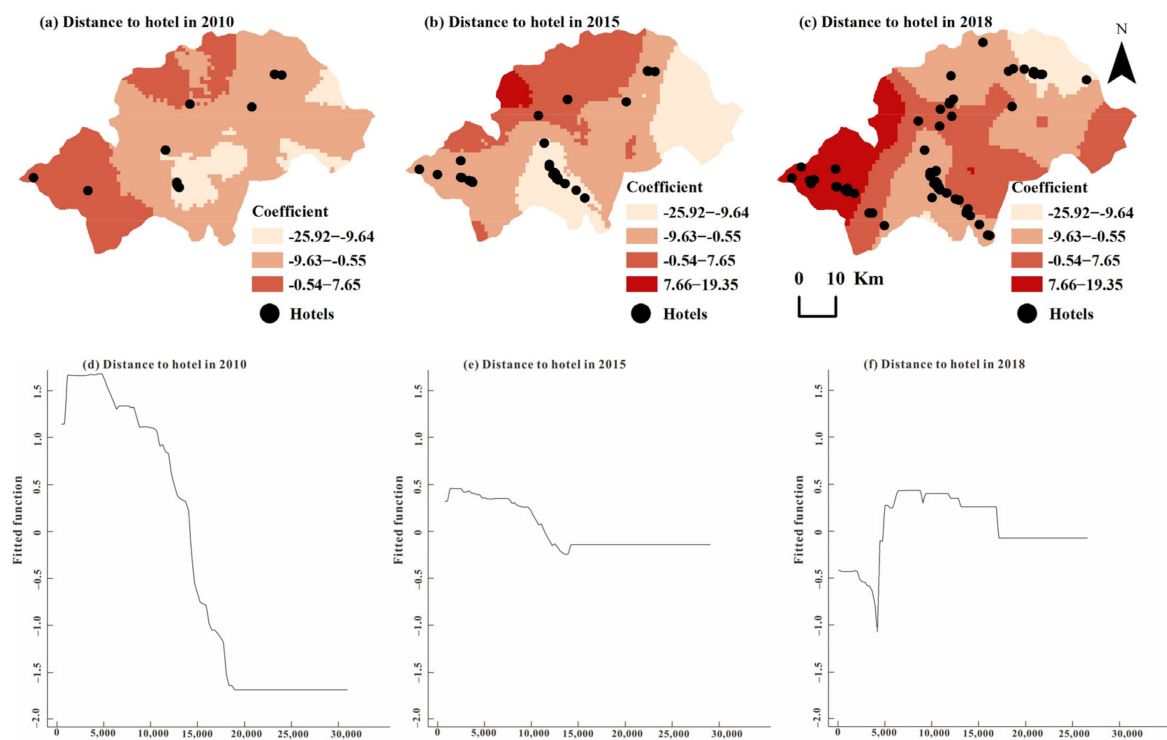 (a) Distance to hotel in 2010
(b) Distance to hotel in 2015
(c) Distance to hotel in 2018
N
Coefficient
-25.92−-9.64
-9.63−-0.55
-0.54−7.65
Hotels
Coefficient
-25.92−-9.64
-9.63−-0.55
-0.54−7.65
7.66−19.35
Hotels
0 10 Km
Coefficient
-25.92−-9.64
-9.63−-0.55
-0.54−7.65
7.66−19.35
Hotels
(d) Distance to hotel in 2010
Fitted function
1.5
1.0
0.5
0
−0.5
−1.0
−1.5
−2.0
0 5,000 10,000 15,000 20,000 25,000 30,000
(e) Distance to hotel in 2015
Fitted function
1.5
1.0
0.5
0
−0.5
−1.0
−1.5
−2.0
0 5,000 10,000 15,000 20,000 25,000 30,000
(f) Distance to hotel in 2018
Fitted function
1.5
1.0
0.5
0
−0.5
−1.0
−1.5
−2.0
0 5,000 10,000 15,000 20,000 25,000 30,000